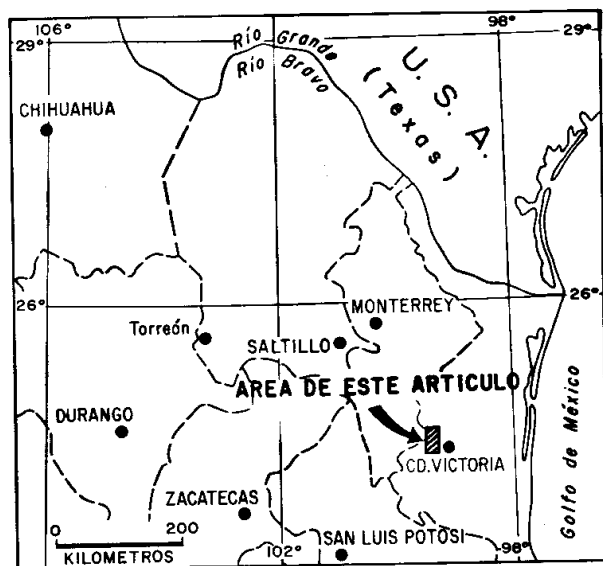 106°
98°
29°
29°
Río Grande
Río Bravo
U. S. A.
(Texas)
CHIHUAHUA
26°
26°
MONTERREY
Torreón
SALTILLO
AREA DE ESTE ARTICULO
DURANGO
CD. VICTORIA
Golfo de México
ZACATECAS
0 200
KILOMETROS
102°
SAN LUIS POTOSI
98°